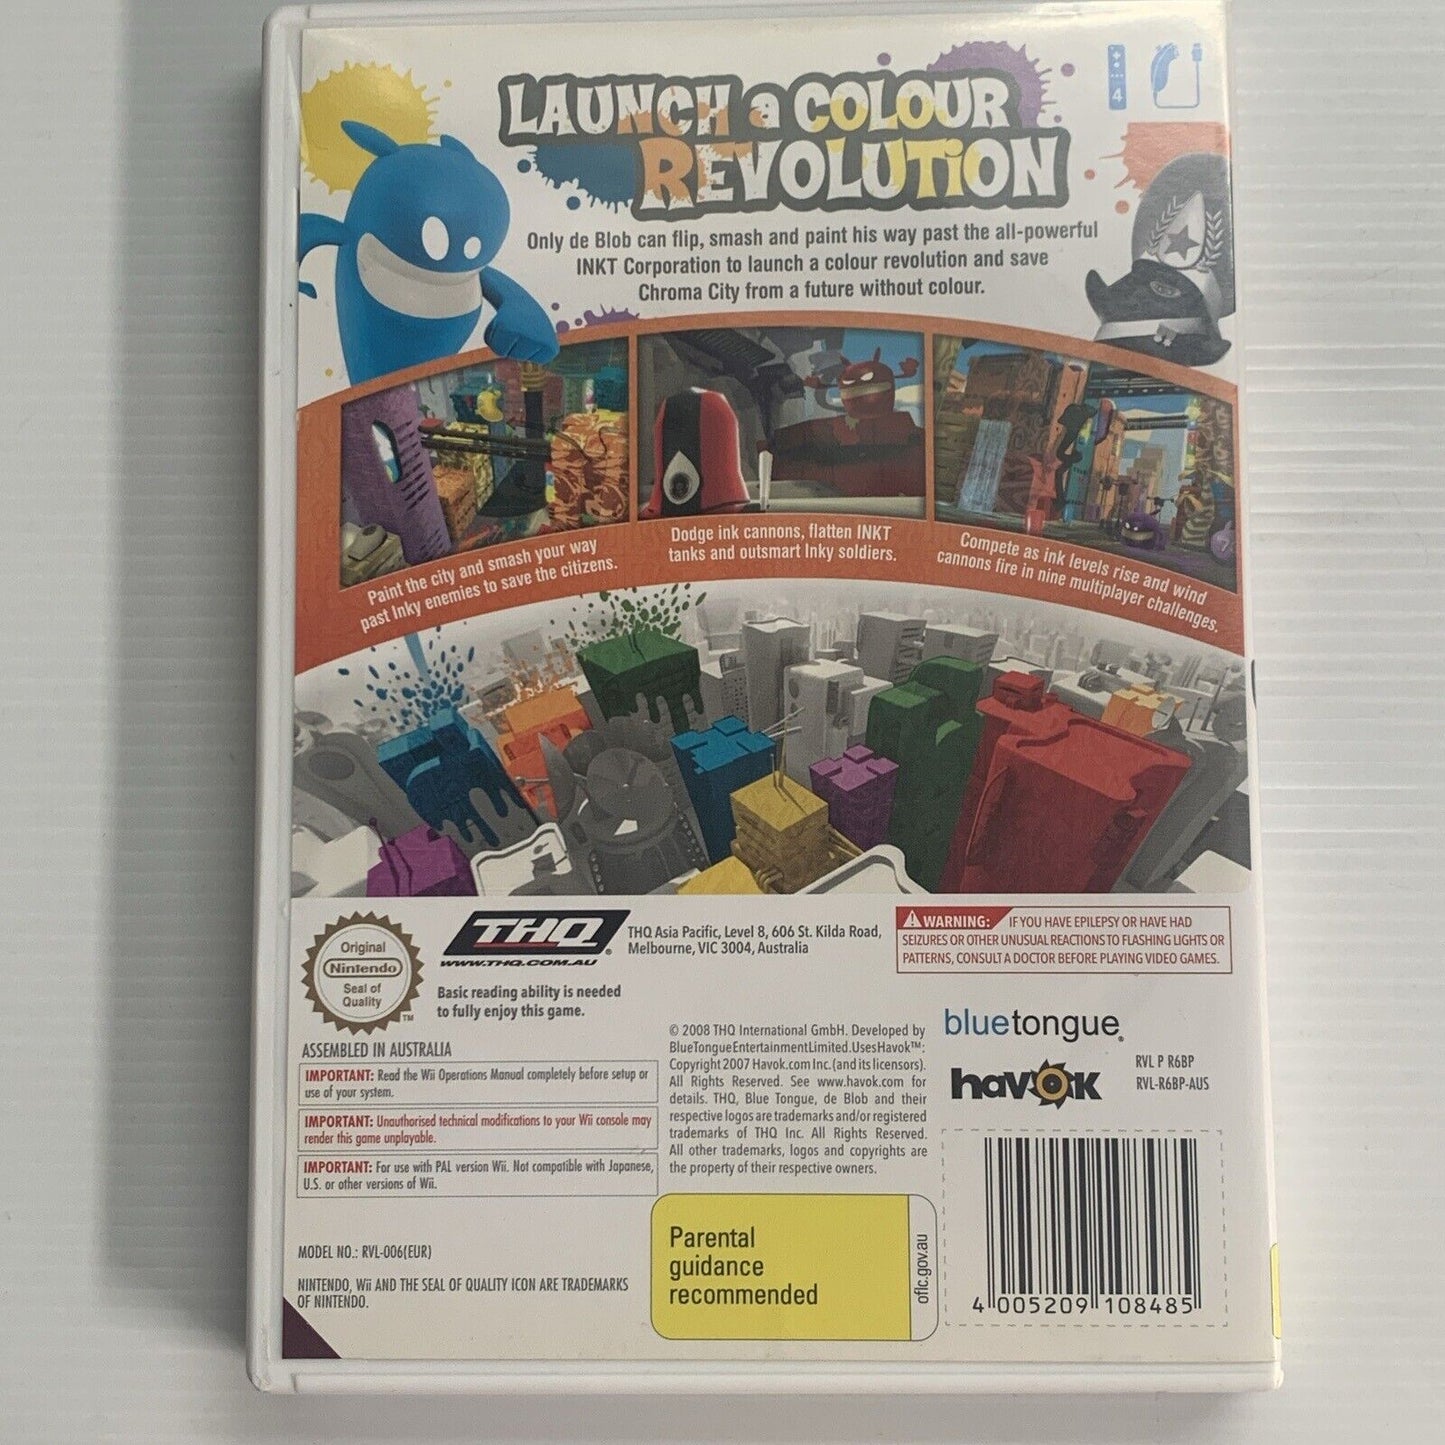 LAUNCH a COLOUR
REVOLUTION
4
Only de Blob can flip, smash and paint his way past the all-powerful
INKT Corporation to launch a colour revolution and save
Chroma City from a future without colour.
Paint the city and smash your way
past Inky enemies to save the citizens.
Dodge ink cannons, flatten INKT
tanks and outsmart Inky soldiers.
Compete as ink levels rise and wind
cannons fire in nine multiplayer challenges.
Original
Nintendo
Seal of
Quality
TM
THQ®
WWW.THQ.COM.AU
THQ Asia Pacific, Level 8, 606 St. Kilda Road,
Melbourne, VIC 3004, Australia
WARNING: IF YOU HAVE EPILEPSY OR HAVE HAD
SEIZURES OR OTHER UNUSUAL REACTIONS TO FLASHING LIGHTS OR
PATTERNS, CONSULT A DOCTOR BEFORE PLAYING VIDEO GAMES.
Basic reading ability is needed
to fully enjoy this game.
ASSEMBLED IN AUSTRALIA
IMPORTANT: Read the Wii Operations Manual completely before setup or
use of your system.
IMPORTANT: Unauthorised technical modifications to your Wii console may
render this game unplayable.
IMPORTANT: For use with PAL version Wii. Not compatible with Japanese,
U.S. or other versions of Wii.
MODEL NO.: RVL-006(EUR)
NINTENDO, Wii AND THE SEAL OF QUALITY ICON ARE TRADEMARKS
OF NINTENDO.
© 2008 THQ International GmbH. Developed by
BlueTongueEntertainmentLimited.UsesHavok™:
Copyright 2007 Havok.com Inc. (and its licensors).
All Rights Reserved. See www.havok.com for
details. THQ, Blue Tongue, de Blob and their
respective logos are trademarks and/or registered
trademarks of THQ Inc. All Rights Reserved.
All other trademarks, logos and copyrights are
the property of their respective owners.
bluetongue®
havok
RVL P R6BP
RVL-R6BP-AUS
Parental
guidance
recommended
oflc.gov.au
4 005209 108485